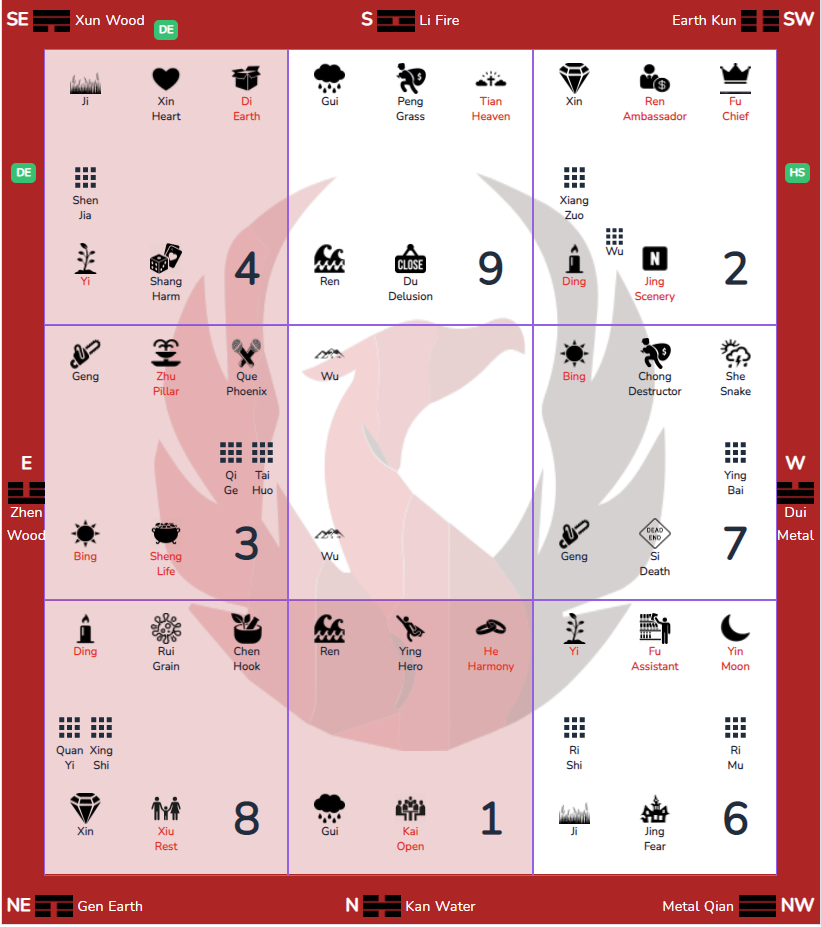 SE Xun Wood
DE
S Li Fire
Earth Kun SW
Ji
Xin
Heart
Di
Earth
Shen
Jia
Yi
Shang
Harm
4
DE
Gui
Peng
Grass
Tian
Heaven
Ren
CLOSE
Du
Delusion
9
Xin
Ren
Ambassador
Fu
Chief
Xiang
Zuo
Wu
Ding
N
Jing
Scenery
2
HS
E
Zhen
Wood
Geng
Zhu
Pillar
Que
Phoenix
Qi
Ge
Tai
Huo
Bing
Sheng
Life
3
Wu
Wu
Bing
Chong
Destructor
She
Snake
Ying
Bai
Geng
DEAD
END
Si
Death
7
W
Dui
Metal
Ding
Rui
Grain
Chen
Hook
Quan
Yi
Xing
Shi
Xin
Xiu
Rest
8
Ren
Ying
Hero
He
Harmony
Gui
Kai
Open
1
Yi
Fu
Assistant
Yin
Moon
Ri
Shi
Ri
Mu
Ji
Jing
Fear
6
NE Gen Earth
N Kan Water
Metal Qian NW